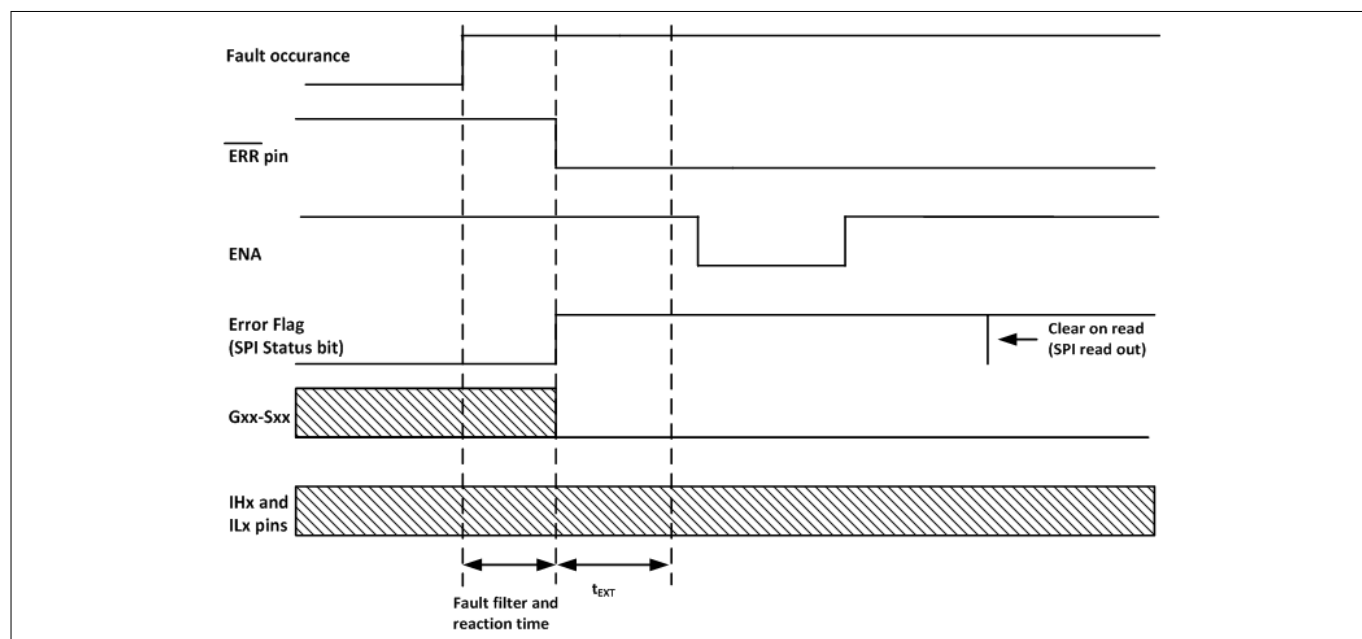 Fault occurance
ERR pin
ENA
Error Flag
(SPI Status bit)
Clear on read
(SPI read out)
Gxx-Sxx
IHx and
ILx pins
tEXT
Fault filter and
reaction time